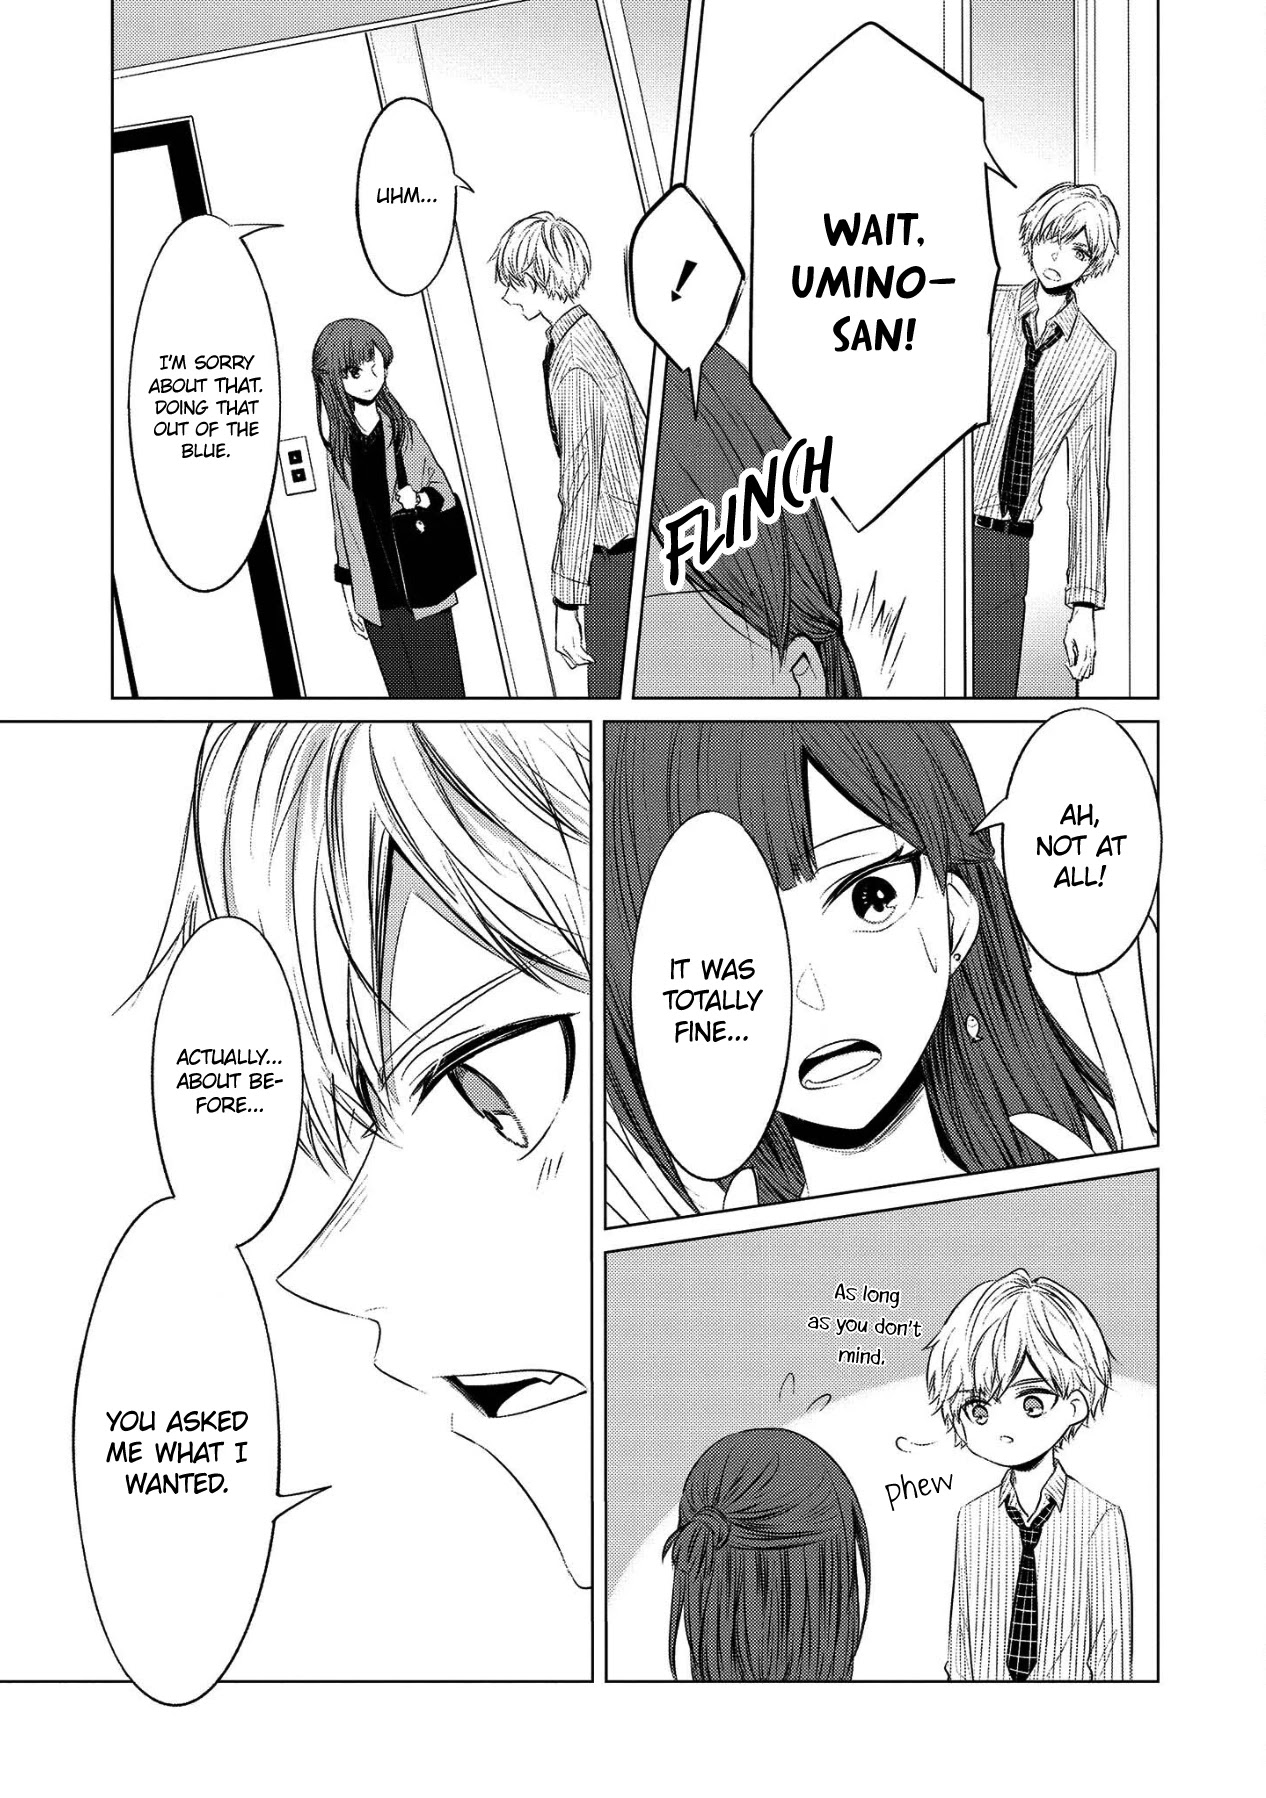 WAIT,
UMINO-
SAN!
!
FLINCH
UHM...
I'M SORRY
ABOUT THAT.
DOING THAT
OUT OF THE
BLUE.
AH,
NOT AT
ALL!
IT WAS
TOTALLY
FINE...
As long
as you don't
mind.
phew
ACTUALLY...
ABOUT BE-
FORE...
YOU ASKED
ME WHAT I
WANTED.